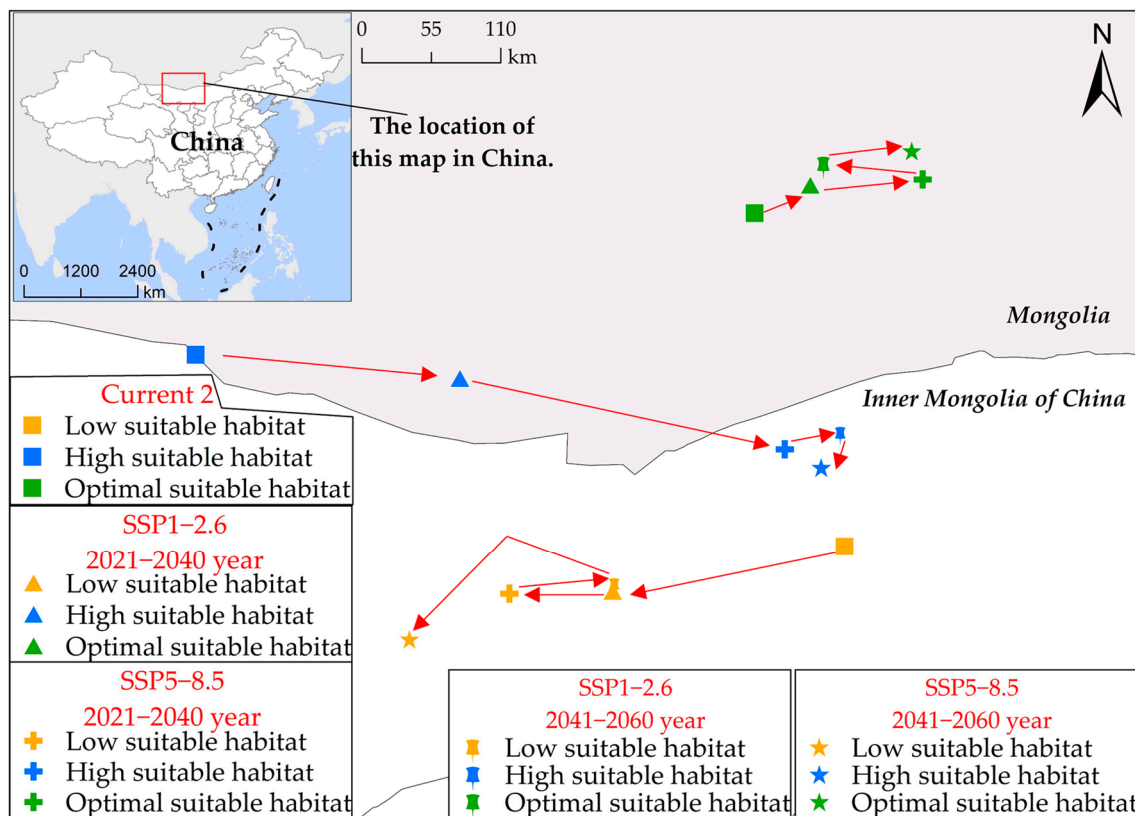 0 55 110
km
N
The location of
this map in China.
China
0 1200 2400
km
Mongolia
Inner Mongolia of China
Current 2
Low suitable habitat
High suitable habitat
Optimal suitable habitat
SSP1−2.6
2021−2040 year
Low suitable habitat
High suitable habitat
Optimal suitable habitat
SSP5−8.5
2021−2040 year
Low suitable habitat
High suitable habitat
Optimal suitable habitat
SSP1−2.6
2041−2060 year
Low suitable habitat
High suitable habitat
Optimal suitable habitat
SSP5−8.5
2041−2060 year
Low suitable habitat
High suitable habitat
Optimal suitable habitat